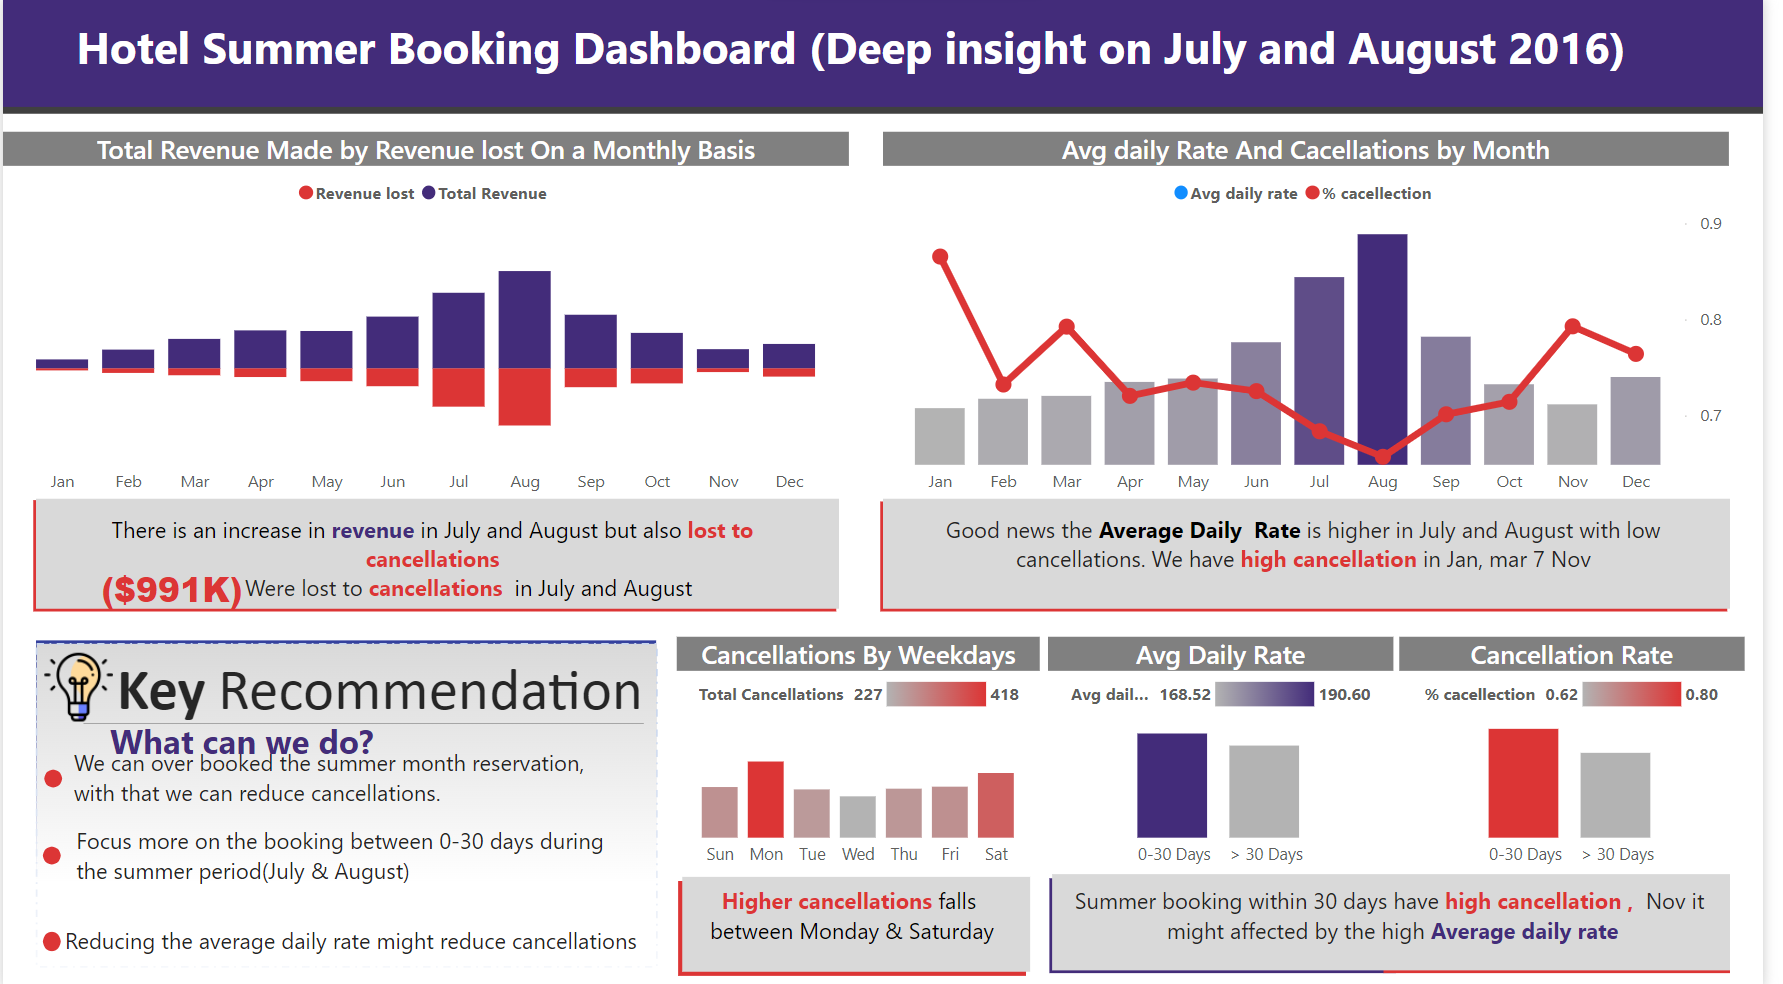 Hotel Summer Booking Dashboard (Deep insight on July and August 2016)
Total Revenue Made by Revenue lost On a Monthly Basis
Revenue lost Total Revenue
Jan Feb Mar Apr May Jun Jul Aug Sep Oct Nov Dec
There is an increase in revenue in July and August but also lost to
cancellations
($991K) Were lost to cancellations in July and August
Avg daily Rate And Cacellations by Month
Avg daily rate % cacellection
0.9
0.8
0.7
Jan Feb Mar Apr May Jun Jul Aug Sep Oct Nov Dec
Good news the Average Daily Rate is higher in July and August with low
cancellations. We have high cancellation in Jan, mar 7 Nov
Key Recommendation
What can we do?
We can over booked the summer month reservation,
with that we can reduce cancellations.
Focus more on the booking between 0-30 days during
the summer period(July & August)
Reducing the average daily rate might reduce cancellations
Cancellations By Weekdays
Total Cancellations 227 418
Sun Mon Tue Wed Thu Fri Sat
Higher cancellations falls
between Monday & Saturday
Avg Daily Rate
Avg dail... 168.52 190.60
0-30 Days > 30 Days
Cancellation Rate
% cacellection 0.62 0.80
0-30 Days > 30 Days
Summer booking within 30 days have high cancellation , Nov it
might affected by the high Average daily rate